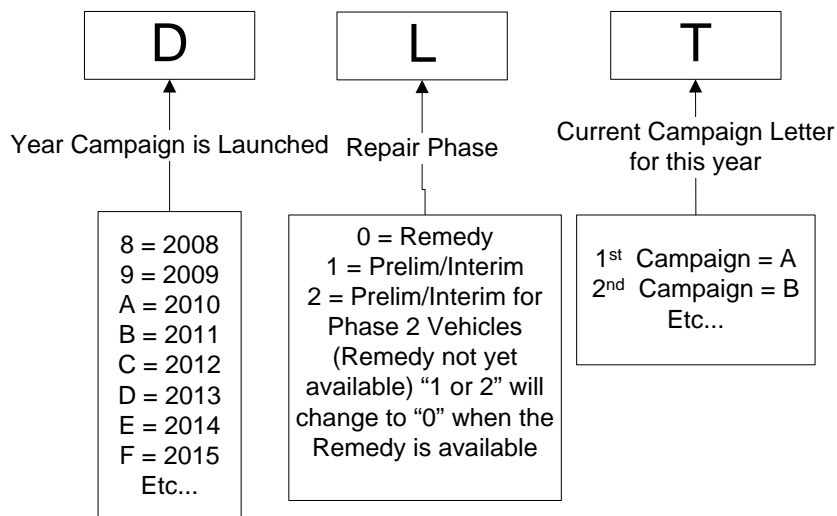 D
L
T
Year Campaign is Launched
Repair Phase
Current Campaign Letter
for this year
8 = 2008
9 = 2009
A = 2010
B = 2011
C = 2012
D = 2013
E = 2014
F = 2015
Etc...
0 = Remedy
1 = Prelim/Interim
2 = Prelim/Interim for
Phase 2 Vehicles
(Remedy not yet
available) “1 or 2” will
change to “0” when the
Remedy is available
1st Campaign = A
2nd Campaign = B
Etc...